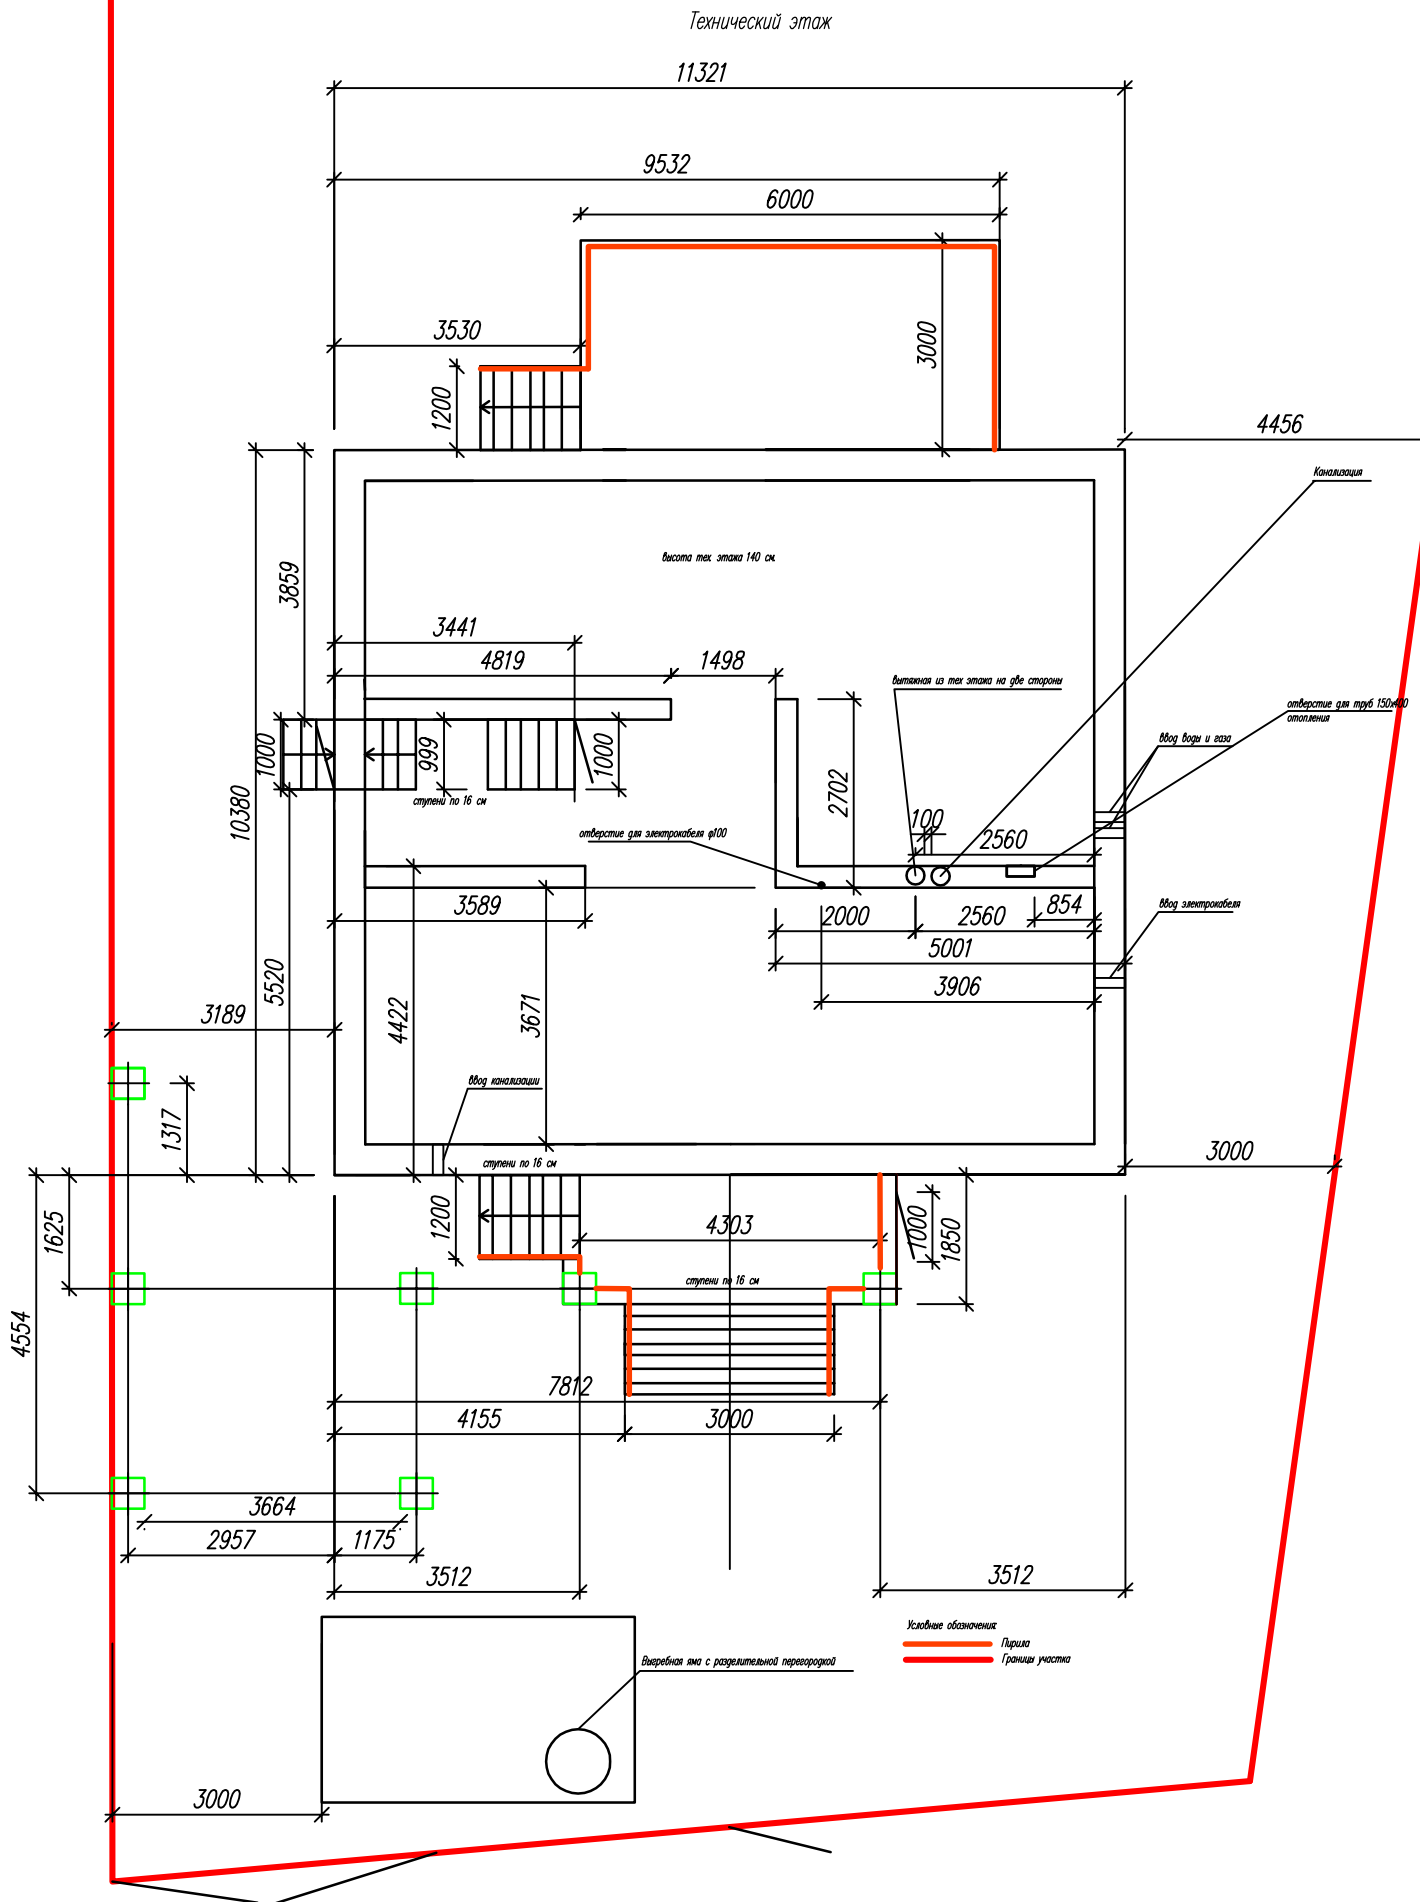 Технический этаж
11321
9532
6000
3530
3000
1200
4456
Канализация
высота тех этажа 140 см.
3859
3441
4819
1498
вытяжная из тех этажа на две стороны
отверстие для труб 150х400
отопления
ввод воды и газа
1000
999
1000
2702
10380
ступени по 16 см
отверстие для электрокабеля φ100
100
2560
3589
2000
2560
854
ввод электрокабеля
5001
5520
3906
3189
4422
3671
ввод канализации
1317
ступени по 16 см
3000
1625
1200
4303
1000
1850
ступени по 16 см
4554
7812
4155
3000
3664
2957
1175
3512
3512
Условные обозначения:
Пирила
Границы участка
Выгребная яма с разделительной перегородкой
3000